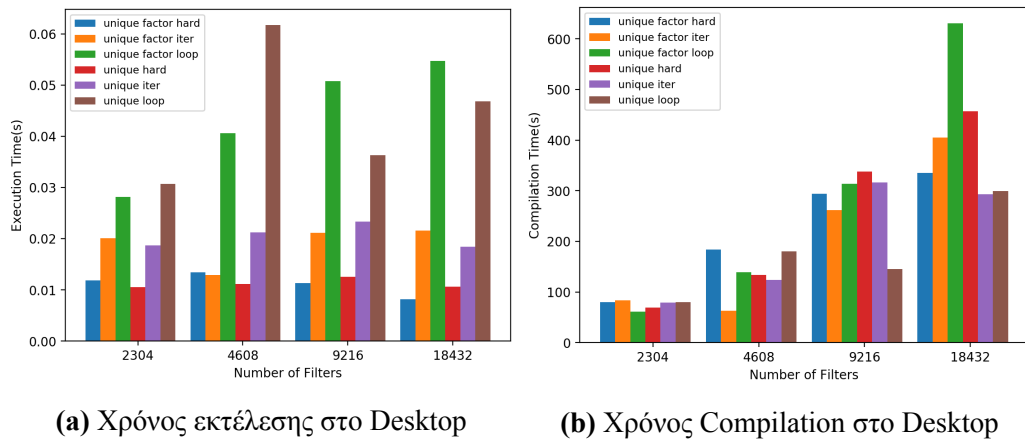 unique factor hard
unique factor iter
unique factor loop
unique hard
unique iter
unique loop
Execution Time(s)
0.06
0.05
0.04
0.03
0.02
0.01
0.00
2304 4608 9216 18432
Number of Filters
(a) Χρόνος εκτέλεσης στο Desktop
unique factor hard
unique factor iter
unique factor loop
unique hard
unique iter
unique loop
Compilation Time(s)
600
500
400
300
200
100
0
2304 4608 9216 18432
Number of Filters
(b) Χρόνος Compilation στο Desktop